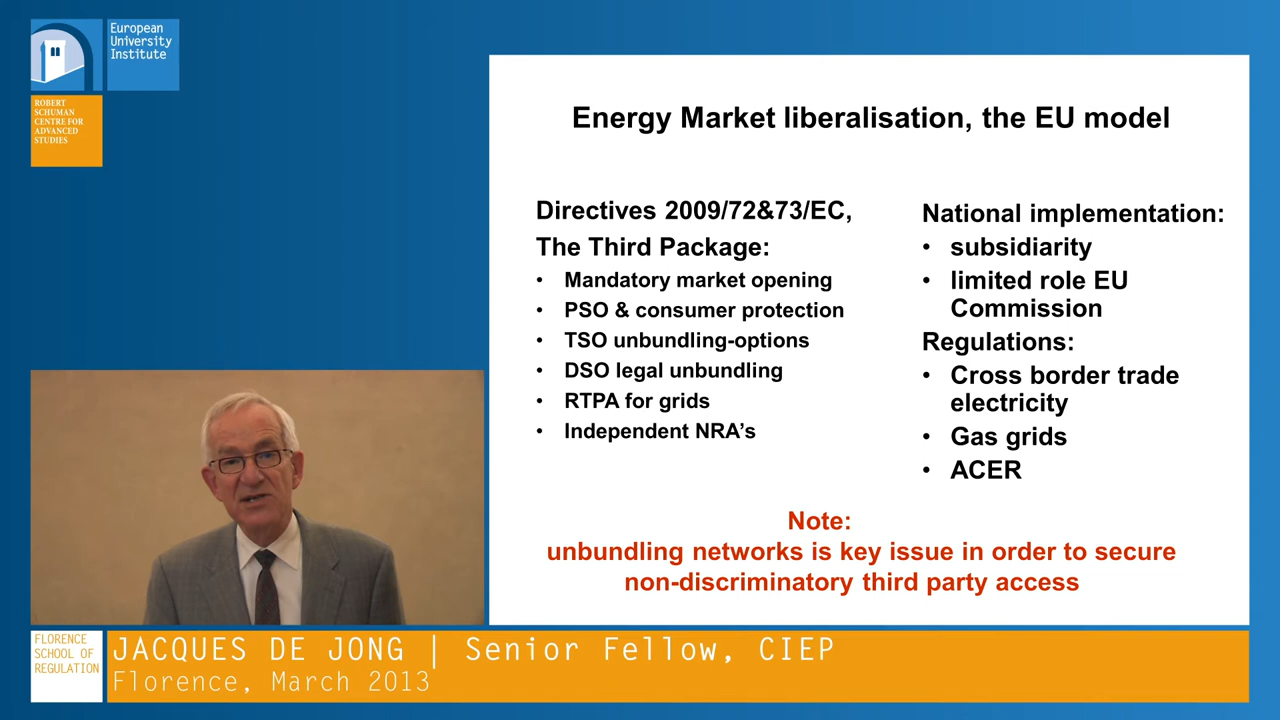 European
University
Institute
ROBERT
SCHUMAN
CENTRE FOR
ADVANCED
STUDIES
Energy Market liberalisation, the EU model
Directives 2009/72&73/EC,
The Third Package:
• Mandatory market opening
• PSO & consumer protection
• TSO unbundling-options
• DSO legal unbundling
• RTPA for grids
• Independent NRA’s
National implementation:
• subsidiarity
• limited role EU
Commission
Regulations:
• Cross border trade
electricity
• Gas grids
• ACER
Note:
unbundling networks is key issue in order to secure
non-discriminatory third party access
FLORENCE
SCHOOL OF
REGULATION
JACQUES DE JONG | Senior Fellow, CIEP
Florence, March 2013